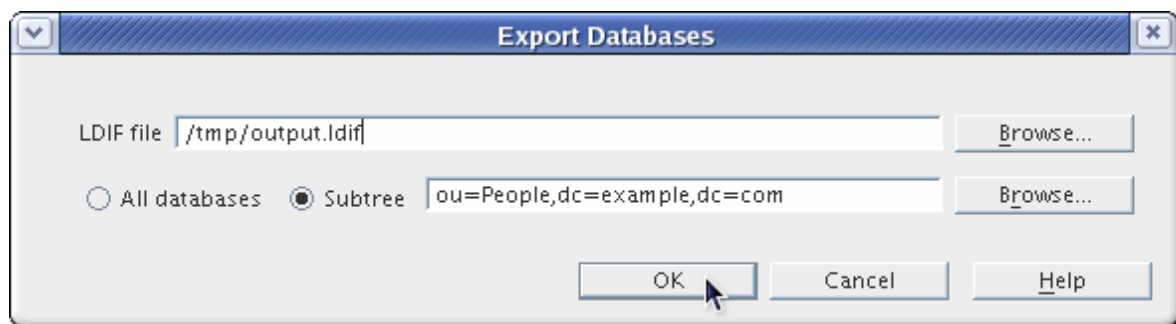 Export Databases
LDIF file /tmp/output.ldif Browse...
All databases Subtree ou=People,dc=example,dc=com Browse...
OK Cancel Help